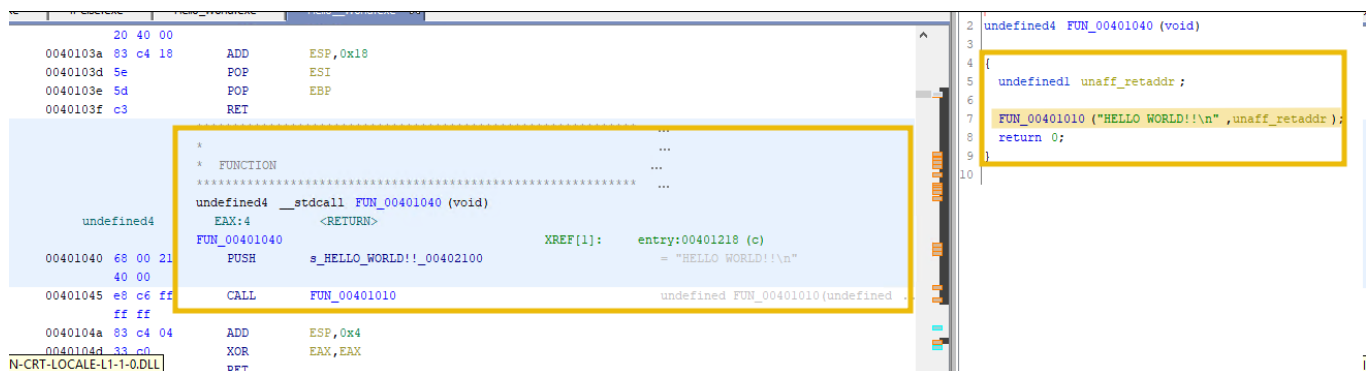 20 40 00
0040103a 83 c4 18 ADD ESP,0x18
0040103d 5e POP ESI
0040103e 5d POP EBP
0040103f c3 RET
************************************************************* ...
* ...
* FUNCTION ...
************************************************************* ...
undefined4 __stdcall FUN_00401040 (void)
undefined4 EAX:4 <RETURN>
FUN_00401040 XREF[1]: entry:00401218 (c)
00401040 68 00 21 PUSH s_HELLO_WORLD!!_00402100 = "HELLO WORLD!!\n"
40 00
00401045 e8 c6 ff CALL FUN_00401010 undefined FUN_00401010(undefined ..
ff ff
0040104a 83 c4 04 ADD ESP,0x4
0040104d 33 c0 XOR EAX,EAX
N-CRT-LOCALE-L1-1-0.DLL
RET
2 undefined4 FUN_00401040 (void)
3
4 {
5 undefined1 unaff_retaddr ;
6
7 FUN_00401010 ("HELLO WORLD!!\n" ,unaff_retaddr );
8 return 0;
9 }
10